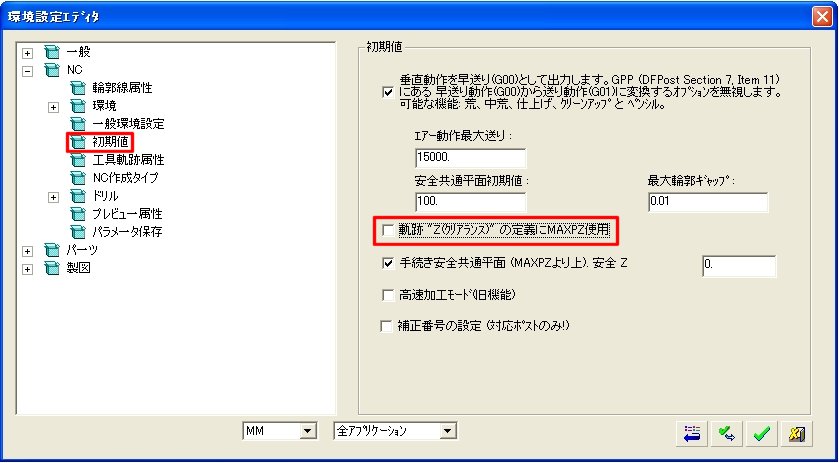 環境設定エディタ
一般
NC
輪郭線属性
環境
一般環境設定
初期値
工具軌跡属性
NC作成タイプ
ドリル
プレビュー属性
パラメータ保存
パーツ
製図
初期値
垂直動作を早送り(G00)として出力します。GPP (DFPost Section 7, Item 11)
にある 早送り動作(G00)から送り動作(G01)に変換するオプションを無視します。
可能な機能: 荒、中荒、仕上げ、クリーンアップと ペンシル。
エアー動作最大送り :
15000.
安全共通平面初期値 :
最大輪郭ギャップ :
100.
0.01
軌跡 "Z(クリアランス)" の定義にMAXPZ使用
手続き安全共通平面 (MAXPZより上). 安全 Z
0.
高速加工モード(旧機能)
補正番号の設定 (対応ポストのみ!)
MM
全アプリケーション